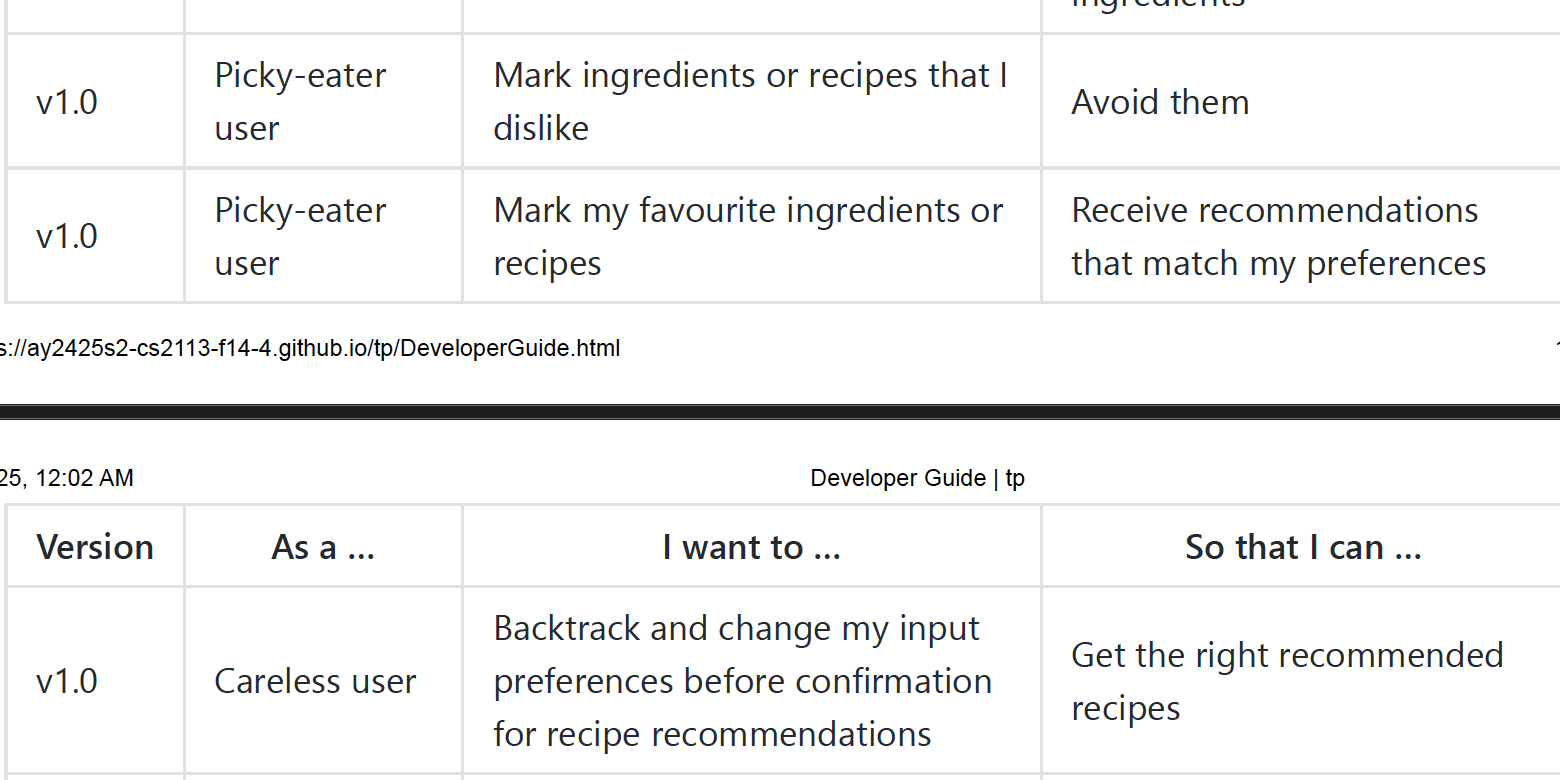 ingredients
v1.0
Picky-eater
user
Mark ingredients or recipes that I
dislike
Avoid them
v1.0
Picky-eater
user
Mark my favourite ingredients or
recipes
Receive recommendations
that match my preferences
s://ay2425s2-cs2113-f14-4.github.io/tp/DeveloperGuide.html
25, 12:02 AM
Developer Guide | tp
Version
As a ...
I want to ...
So that I can ...
v1.0
Careless user
Backtrack and change my input
preferences before confirmation
for recipe recommendations
Get the right recommended
recipes